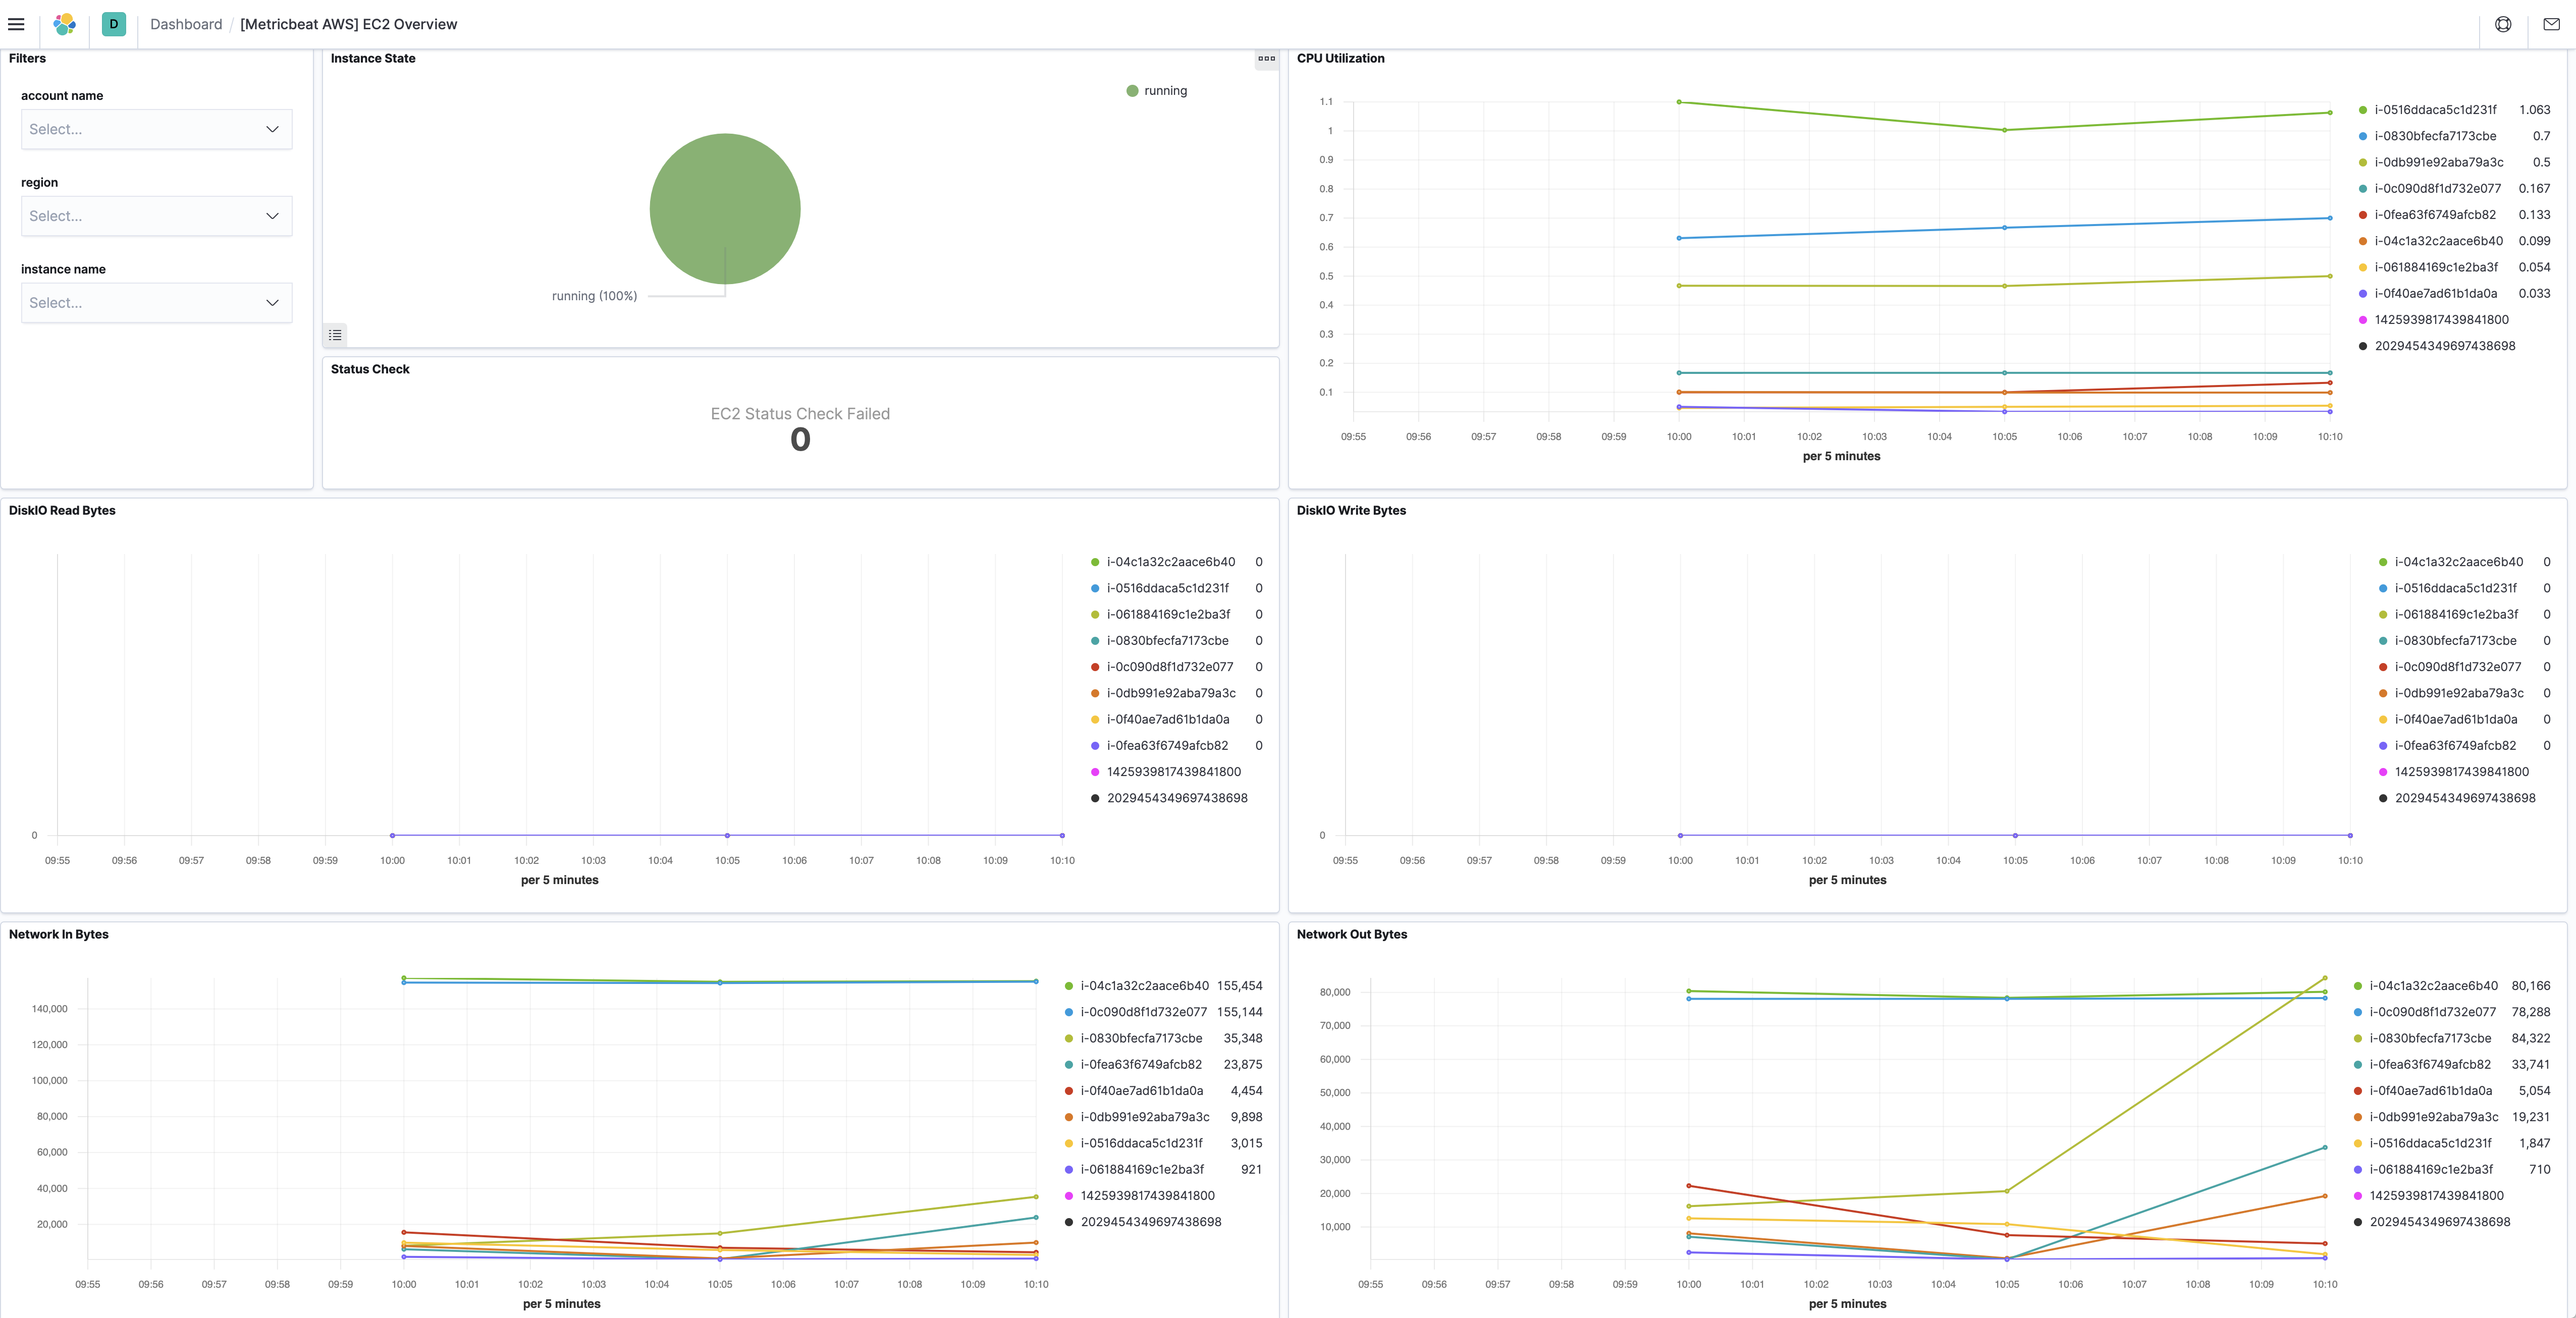 D
Dashboard / [Metricbeat AWS] EC2 Overview
Filters
account name
Select...
region
Select...
instance name
Select...
Instance State
running
running (100%)
Status Check
EC2 Status Check Failed
0
CPU Utilization
1.1
1
0.9
0.8
0.7
0.6
0.5
0.4
0.3
0.2
0.1
09:55 09:56 09:57 09:58 09:59 10:00 10:01 10:02 10:03 10:04 10:05 10:06 10:07 10:08 10:09 10:10
per 5 minutes
i-0516ddaca5c1d231f 1.063
i-0830bfecfa7173cbe 0.7
i-0db991e92aba79a3c 0.5
i-0c090d8f1d732e077 0.167
i-0fea63f6749afcb82 0.133
i-04c1a32c2aace6b40 0.099
i-061884169c1e2ba3f 0.054
i-0f40ae7ad61b1da0a 0.033
1425939817439841800
2029454349697438698
DiskIO Read Bytes
0
09:55 09:56 09:57 09:58 09:59 10:00 10:01 10:02 10:03 10:04 10:05 10:06 10:07 10:08 10:09 10:10
per 5 minutes
i-04c1a32c2aace6b40 0
i-0516ddaca5c1d231f 0
i-061884169c1e2ba3f 0
i-0830bfecfa7173cbe 0
i-0c090d8f1d732e077 0
i-0db991e92aba79a3c 0
i-0f40ae7ad61b1da0a 0
i-0fea63f6749afcb82 0
1425939817439841800
2029454349697438698
DiskIO Write Bytes
0
09:55 09:56 09:57 09:58 09:59 10:00 10:01 10:02 10:03 10:04 10:05 10:06 10:07 10:08 10:09 10:10
per 5 minutes
i-04c1a32c2aace6b40 0
i-0516ddaca5c1d231f 0
i-061884169c1e2ba3f 0
i-0830bfecfa7173cbe 0
i-0c090d8f1d732e077 0
i-0db991e92aba79a3c 0
i-0f40ae7ad61b1da0a 0
i-0fea63f6749afcb82 0
1425939817439841800
2029454349697438698
Network In Bytes
140,000
120,000
100,000
80,000
60,000
40,000
20,000
09:55 09:56 09:57 09:58 09:59 10:00 10:01 10:02 10:03 10:04 10:05 10:06 10:07 10:08 10:09 10:10
per 5 minutes
i-04c1a32c2aace6b40 155,454
i-0c090d8f1d732e077 155,144
i-0830bfecfa7173cbe 35,348
i-0fea63f6749afcb82 23,875
i-0f40ae7ad61b1da0a 4,454
i-0db991e92aba79a3c 9,898
i-0516ddaca5c1d231f 3,015
i-061884169c1e2ba3f 921
1425939817439841800
2029454349697438698
Network Out Bytes
80,000
70,000
60,000
50,000
40,000
30,000
20,000
10,000
09:55 09:56 09:57 09:58 09:59 10:00 10:01 10:02 10:03 10:04 10:05 10:06 10:07 10:08 10:09 10:10
per 5 minutes
i-04c1a32c2aace6b40 80,166
i-0c090d8f1d732e077 78,288
i-0830bfecfa7173cbe 84,322
i-0fea63f6749afcb82 33,741
i-0f40ae7ad61b1da0a 5,054
i-0db991e92aba79a3c 19,231
i-0516ddaca5c1d231f 1,847
i-061884169c1e2ba3f 710
1425939817439841800
2029454349697438698